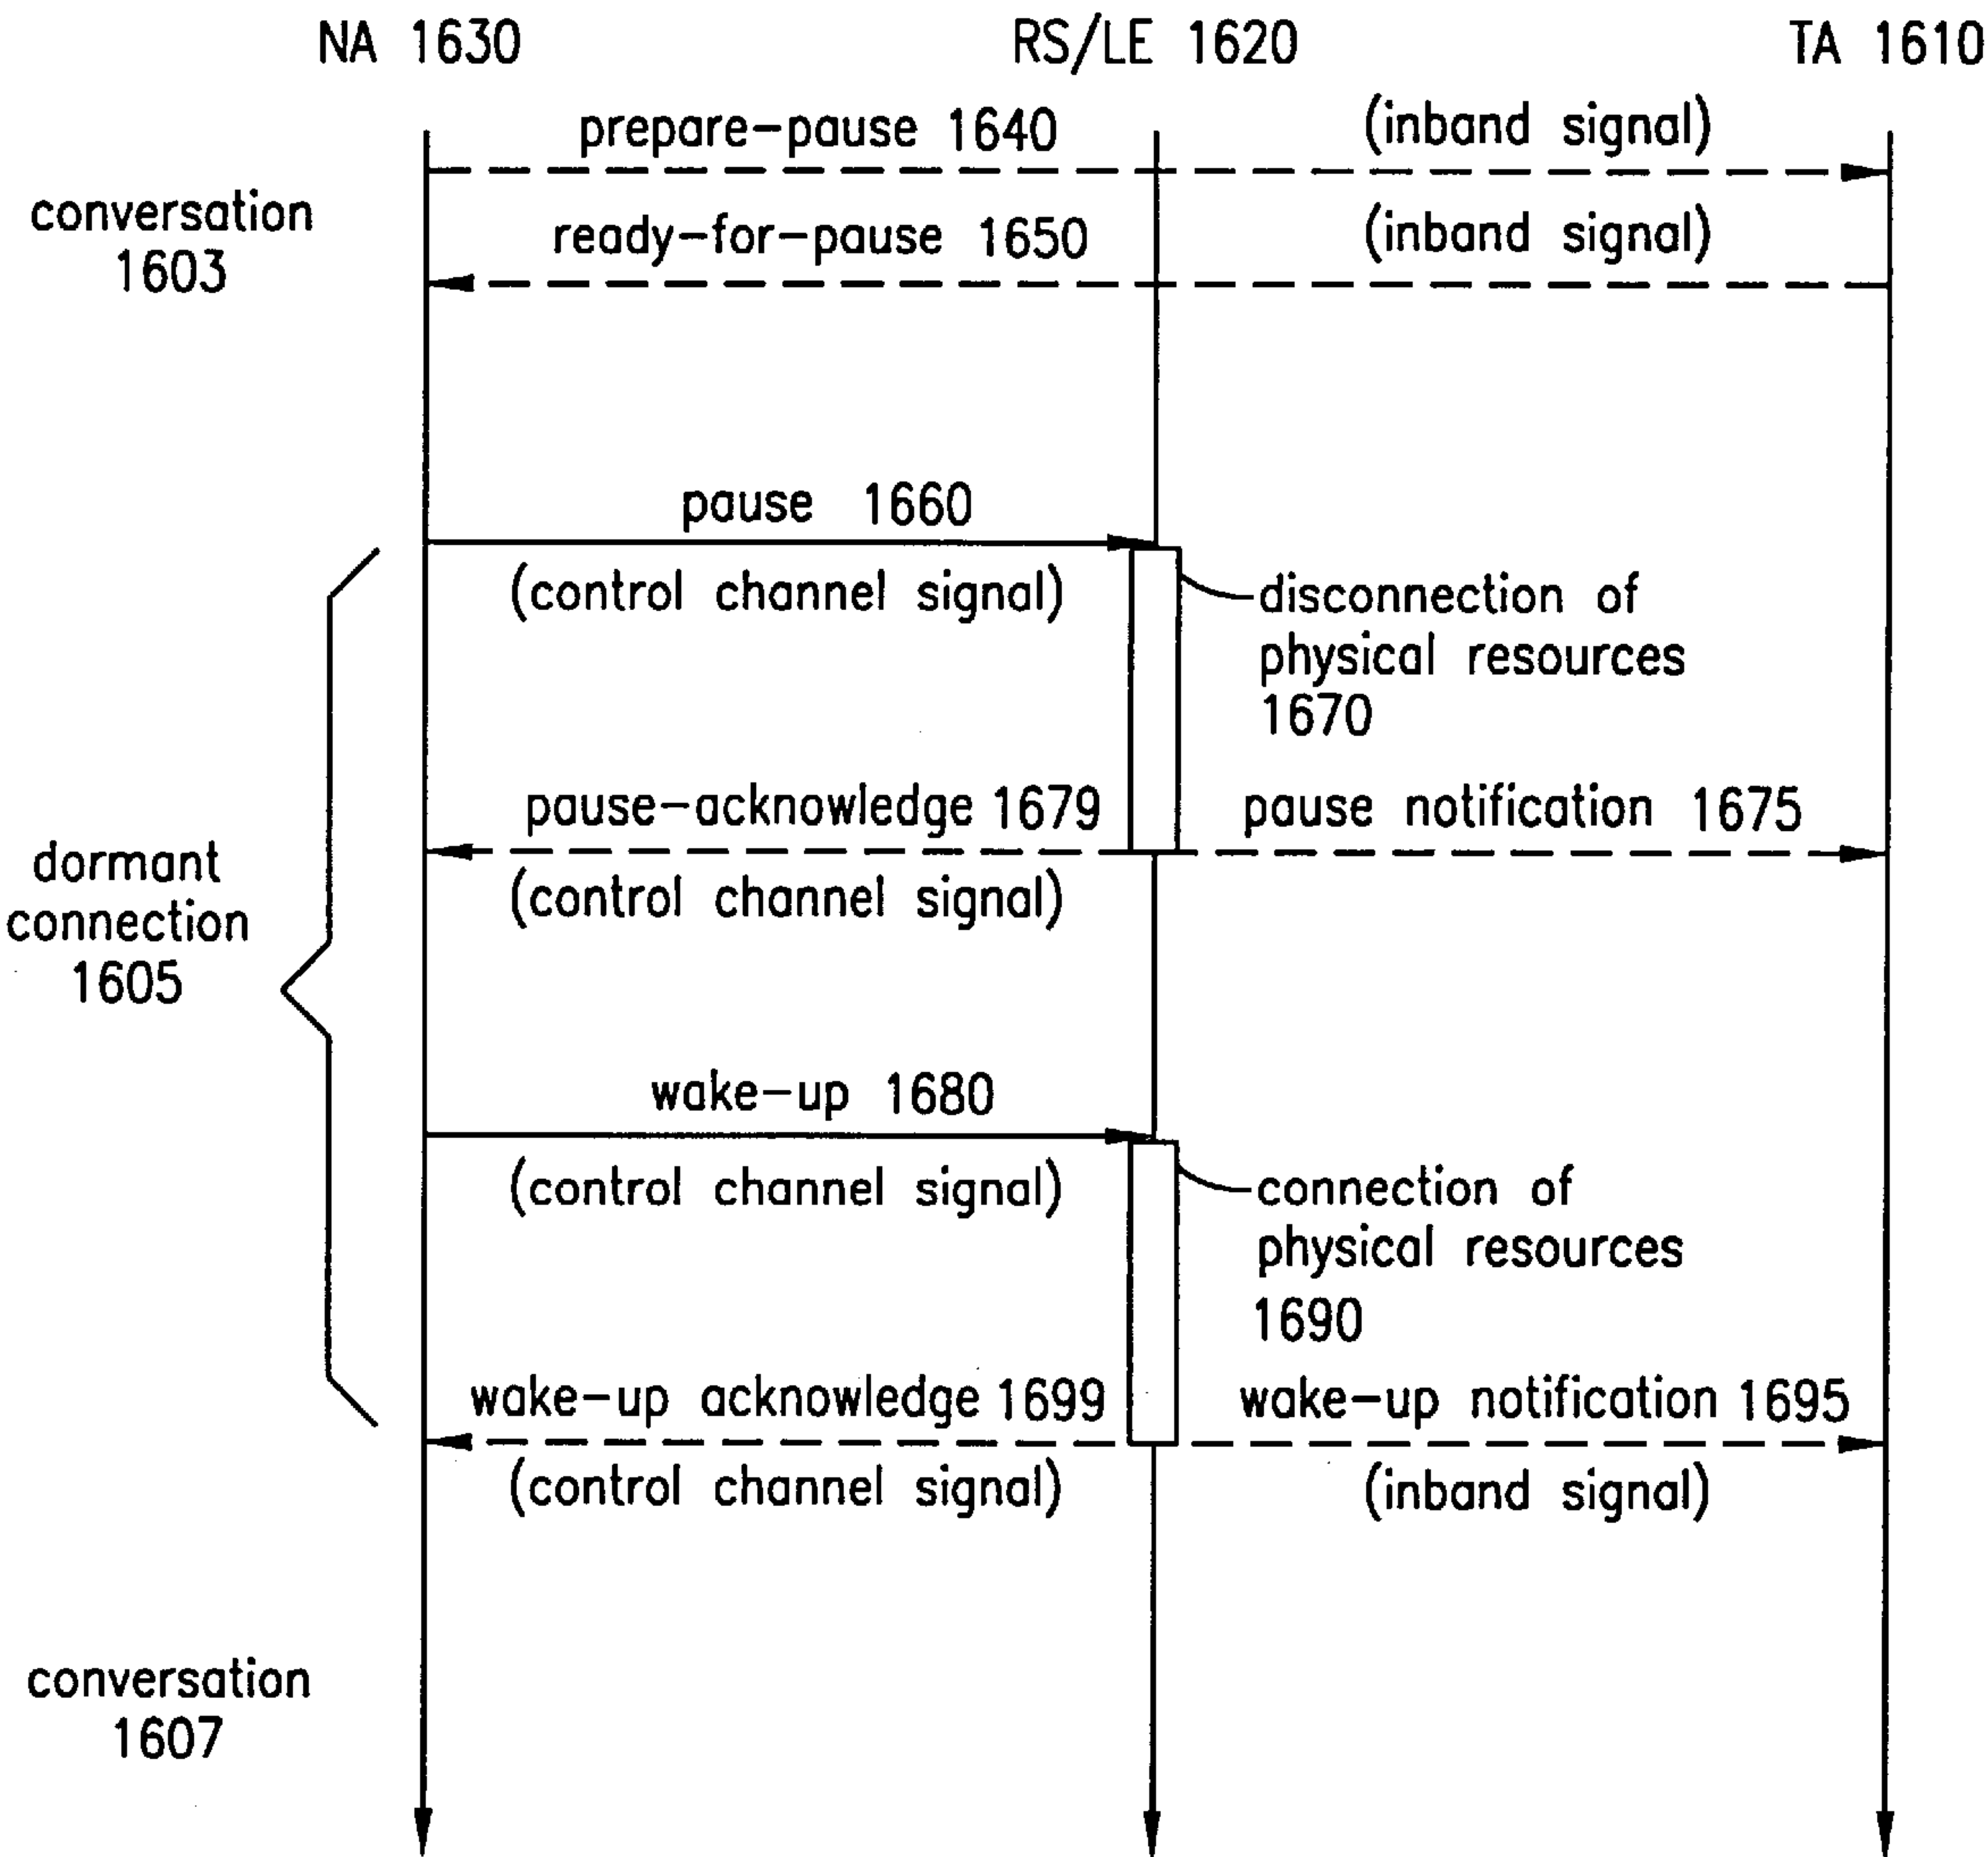 NA 1630 RS/LE 1620 TA 1610
prepare-pause 1640 (inband signal)
conversation
1603
ready-for-pause 1650 (inband signal)
pause 1660
(control channel signal)
disconnection of
physical resources
1670
pause-acknowledge 1679 pause notification 1675
(control channel signal)
dormant
connection
1605
wake-up 1680
(control channel signal)
connection of
physical resources
1690
wake-up acknowledge 1699 wake-up notification 1695
(control channel signal) (inband signal)
conversation
1607